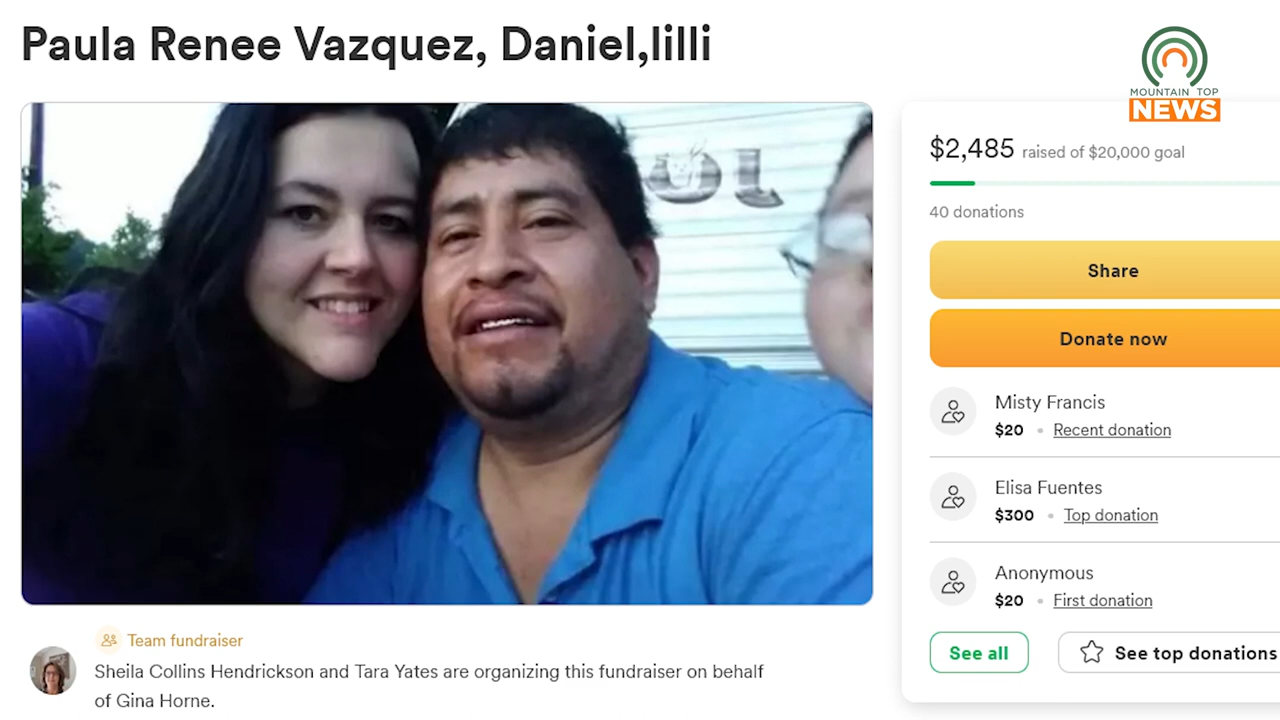 Paula Renee Vazquez, Daniel,lilli
MOUNTAIN TOP
NEWS
$2,485 raised of $20,000 goal
40 donations
Share
Donate now
Misty Francis
$20 • Recent donation
Elisa Fuentes
$300 • Top donation
Anonymous
$20 • First donation
See all
See top donations
Team fundraiser
Sheila Collins Hendrickson and Tara Yates are organizing this fundraiser on behalf
of Gina Horne.